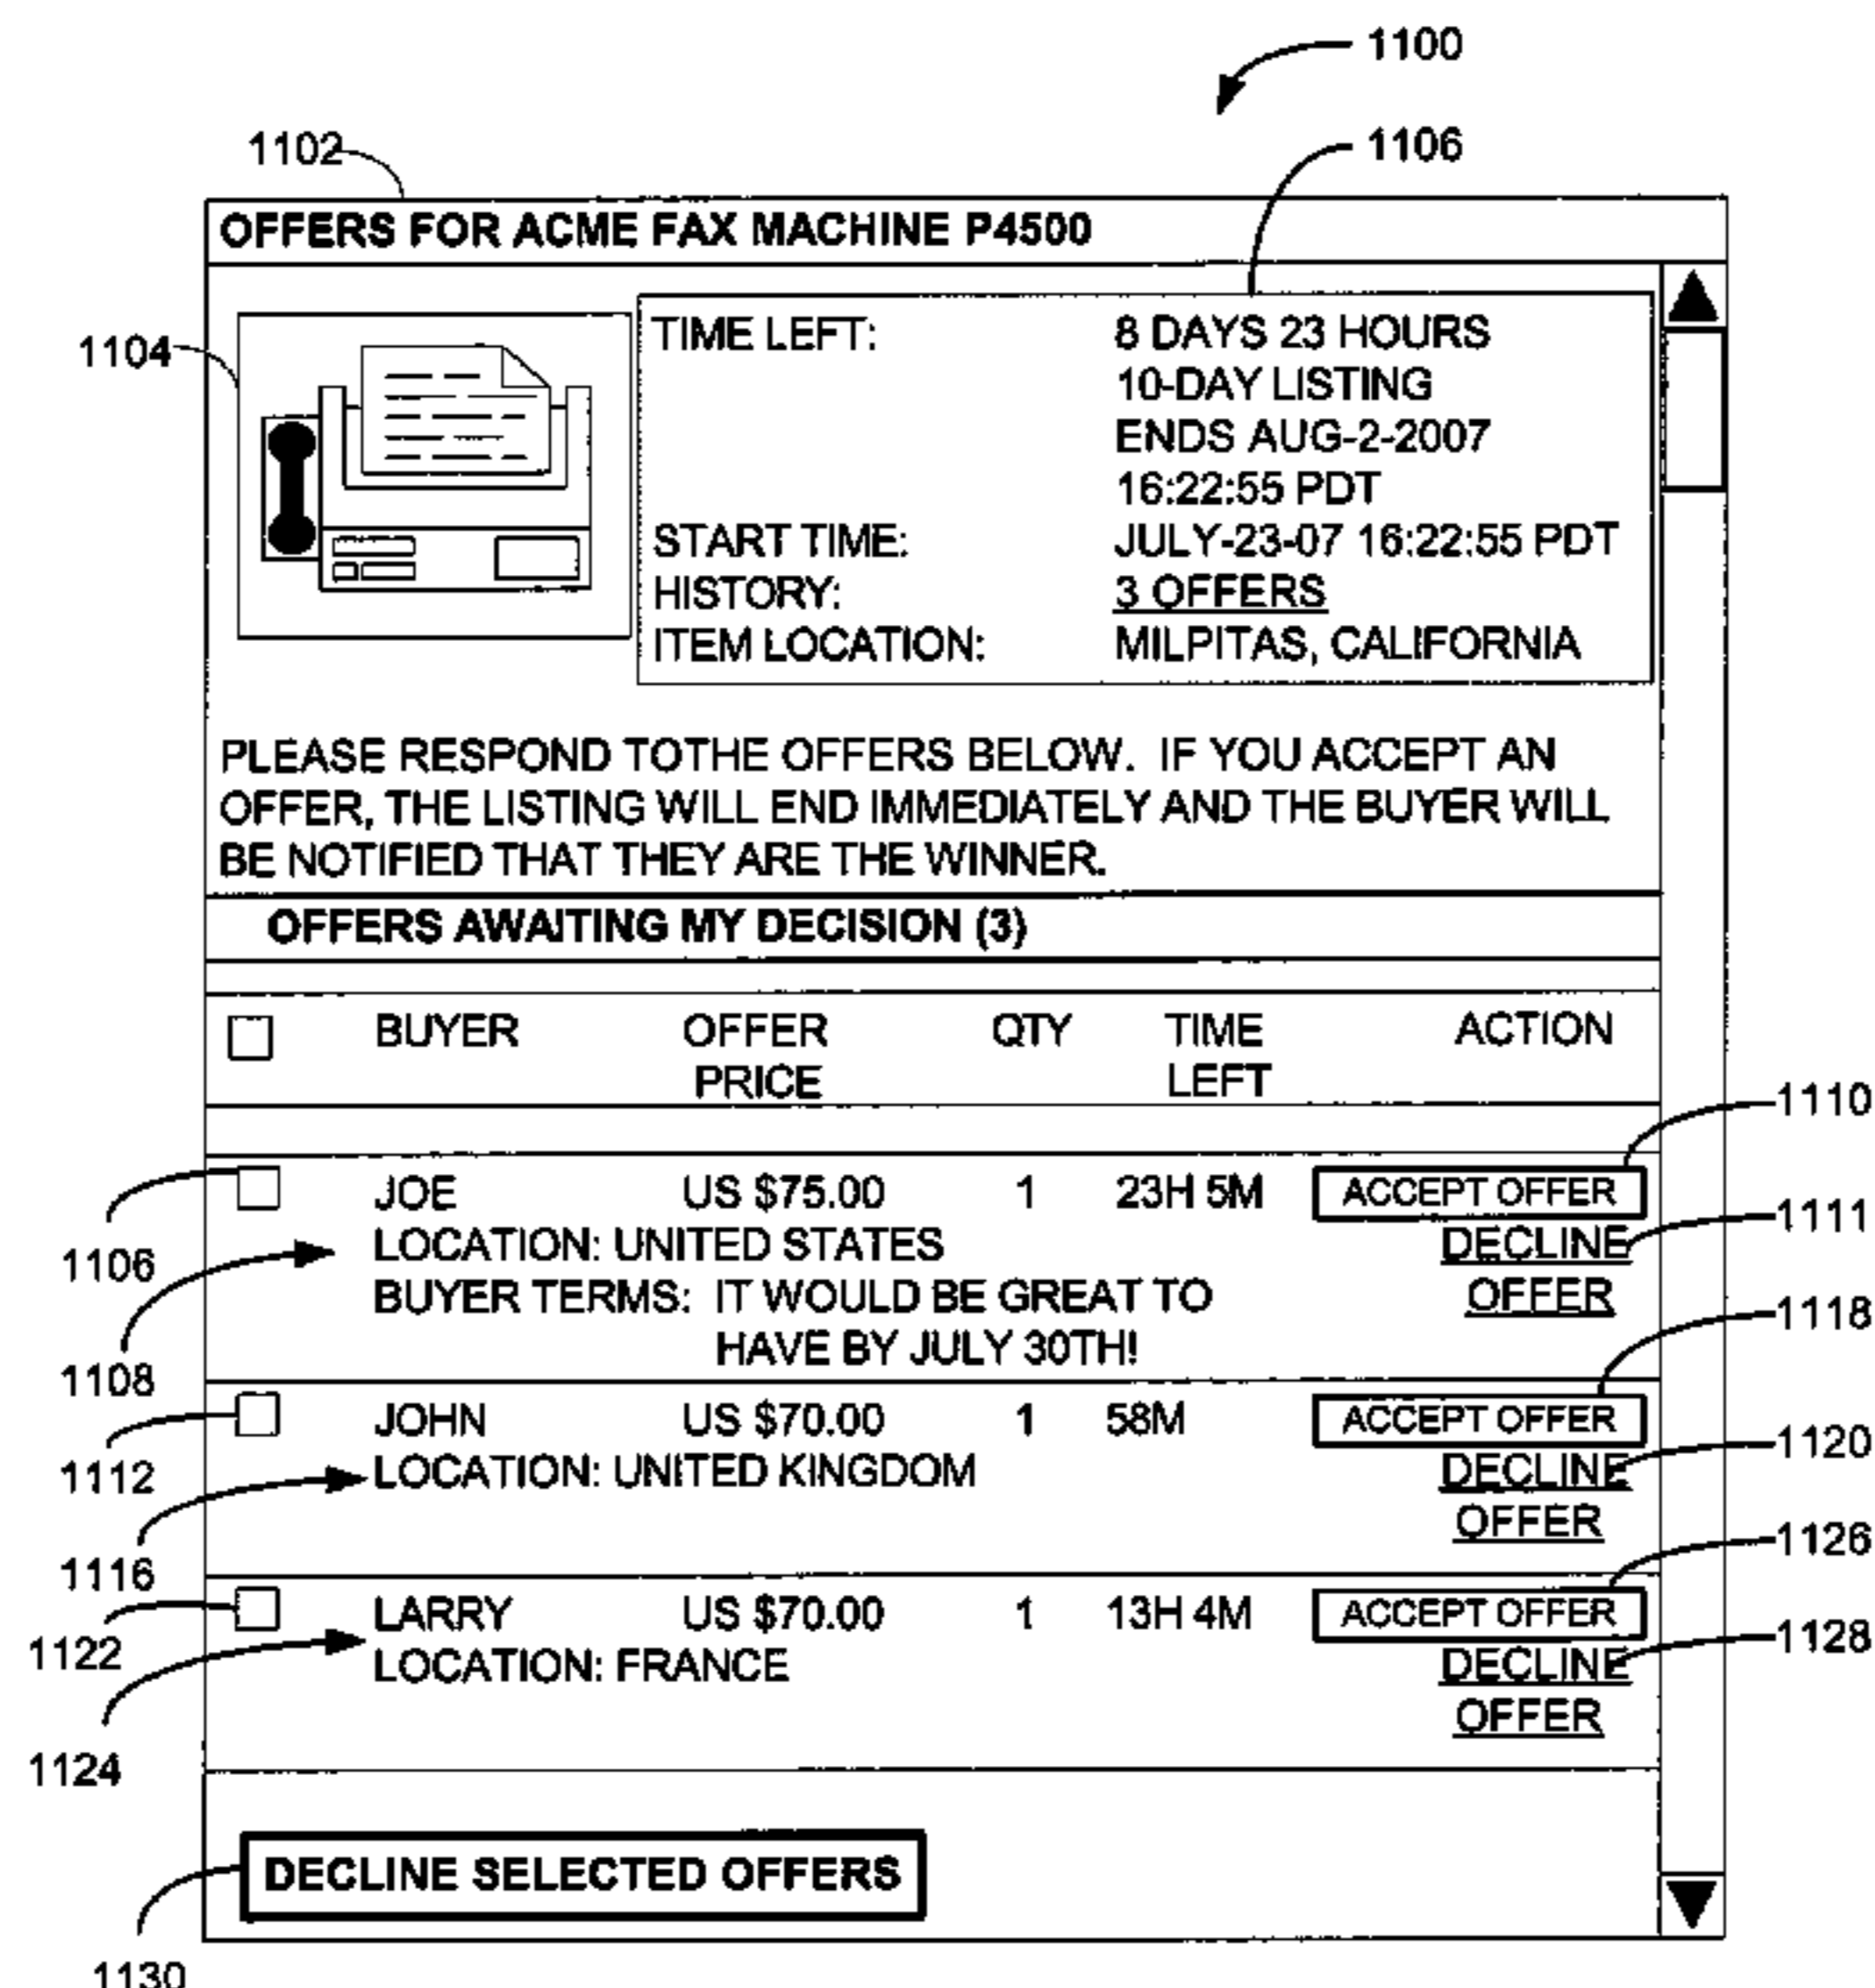 1100
1106
1102
OFFERS FOR ACME FAX MACHINE P4500
1104
TIME LEFT: 8 DAYS 23 HOURS
10-DAY LISTING
ENDS AUG-2-2007
16:22:55 PDT
START TIME: JULY-23-07 16:22:55 PDT
HISTORY: 3 OFFERS
ITEM LOCATION: MILPITAS, CALIFORNIA
PLEASE RESPOND TOTHE OFFERS BELOW. IF YOU ACCEPT AN
OFFER, THE LISTING WILL END IMMEDIATELY AND THE BUYER WILL
BE NOTIFIED THAT THEY ARE THE WINNER.
OFFERS AWAITING MY DECISION (3)
BUYER OFFER QTY TIME ACTION
PRICE LEFT
1110
JOE US $75.00 1 23H 5M ACCEPT OFFER
1111
LOCATION: UNITED STATES DECLINE
1106
BUYER TERMS: IT WOULD BE GREAT TO OFFER
1118
HAVE BY JULY 30TH!
1108
JOHN US $70.00 1 58M ACCEPT OFFER
1120
1112
LOCATION: UNITED KINGDOM DECLINE
OFFER
1126
1116
LARRY US $70.00 1 13H 4M ACCEPT OFFER
1128
1122
LOCATION: FRANCE DECLINE
OFFER
1124
DECLINE SELECTED OFFERS
1130